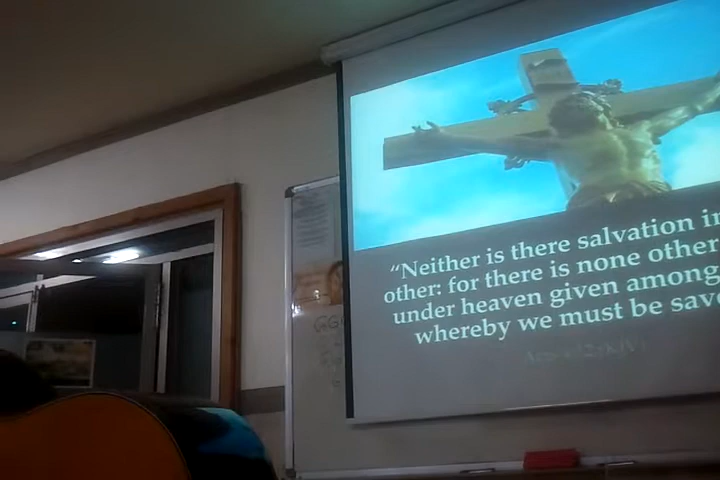 “Neither is there salvation in
other: for there is none other
under heaven given among
whereby we must be save